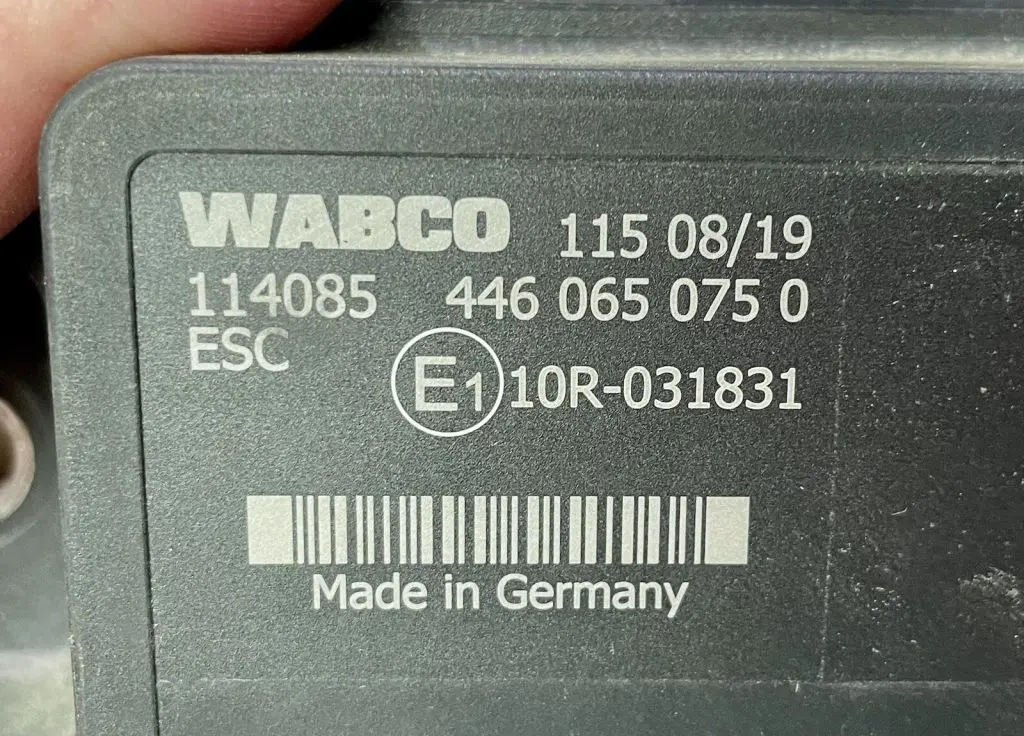 WABCO 115 08/19
114085 446 065 075 0
ESC
E1 10R-031831
Made in Germany